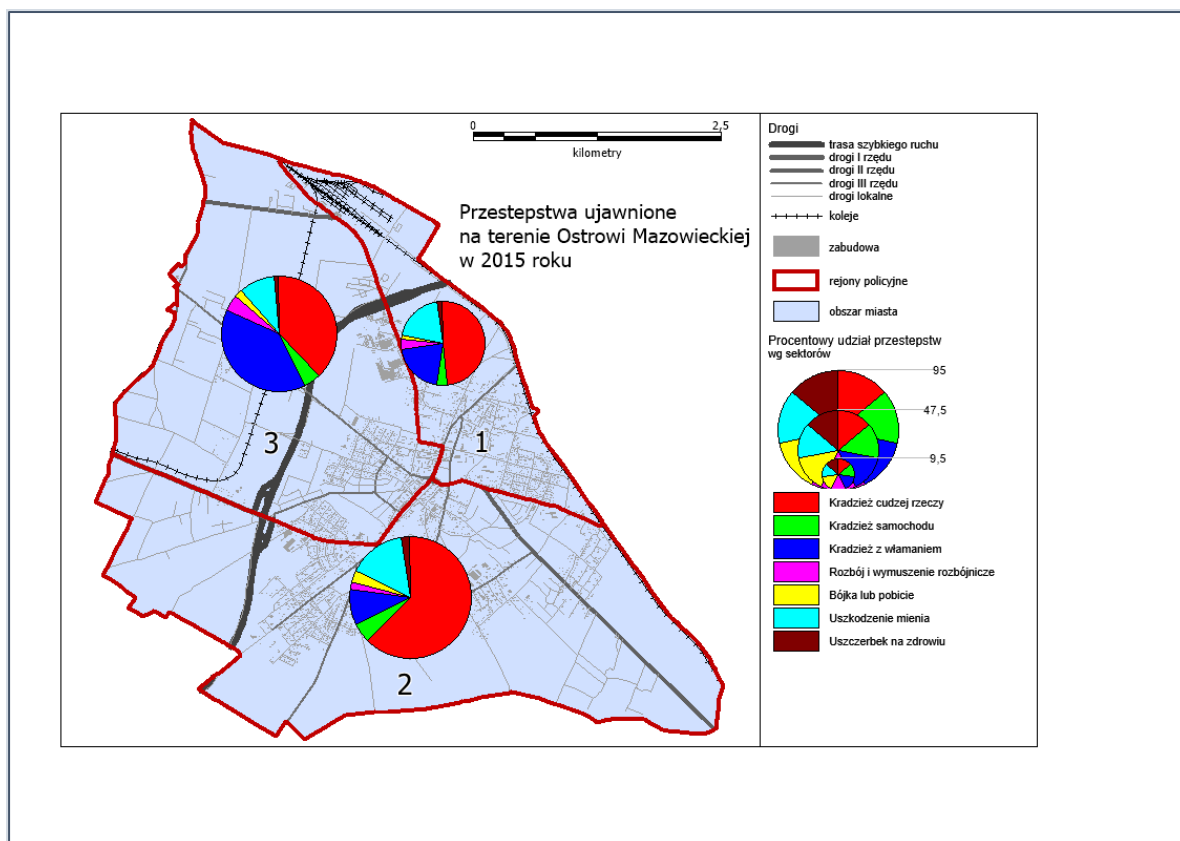 0 2,5
kilometry
Przestepstwa ujawnione
na terenie Ostrowi Mazowieckiej
w 2015 roku
3
1
2
Drogi
trasa szybkiego ruchu
drogi I rzędu
drogi II rzędu
drogi III rzędu
drogi lokalne
koleje
zabudowa
rejony policyjne
obszar miasta
Procentowy udział przestepstw
wg sektorów
95
47,5
9,5
Kradzież cudzej rzeczy
Kradzież samochodu
Kradzież z włamaniem
Rozbój i wymuszenie rozbójnicze
Bójka lub pobicie
Uszkodzenie mienia
Uszczerbek na zdrowiu